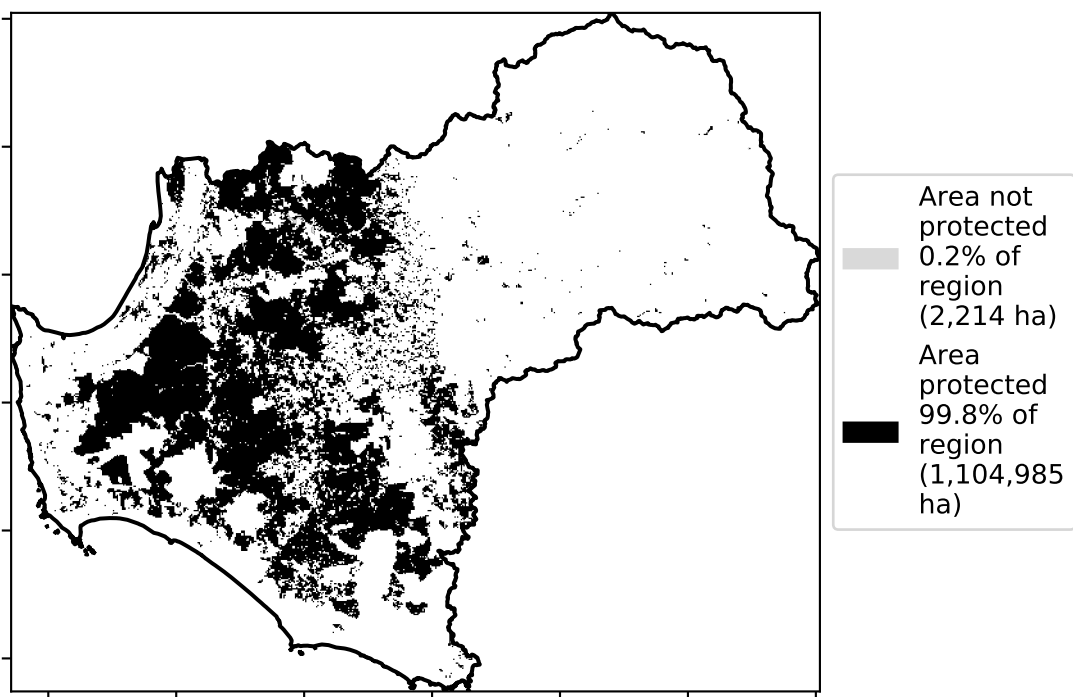 Area not
protected
0.2% of
region
(2,214 ha)
Area
protected
99.8% of
region
(1,104,985
ha)